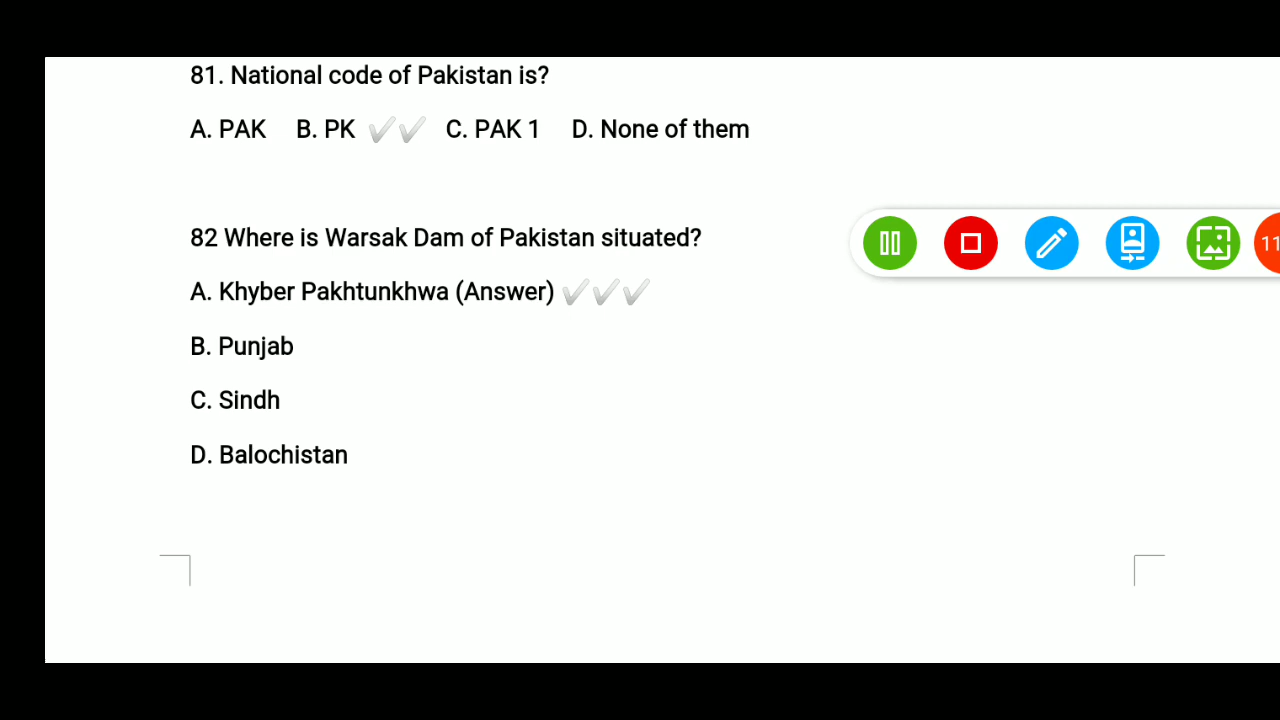 81. National code of Pakistan is?
A. PAK B. PK ✔✔ C. PAK 1 D. None of them
82 Where is Warsak Dam of Pakistan situated?
A. Khyber Pakhtunkhwa (Answer) ✔✔✔
B. Punjab
C. Sindh
D. Balochistan